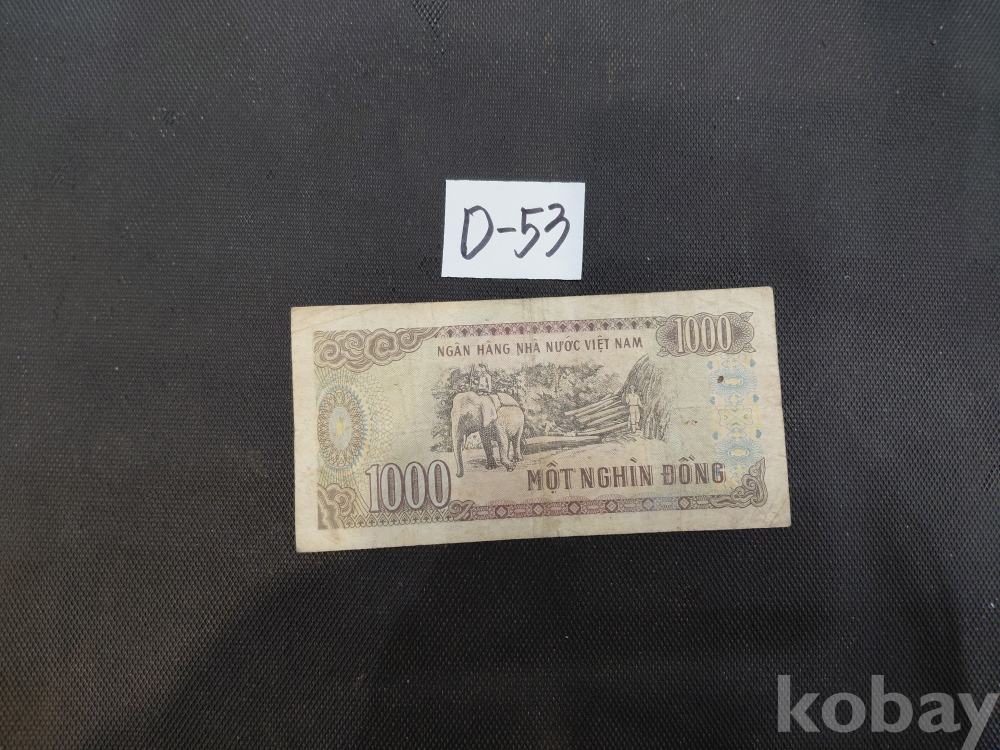 D-53
NGÂN HÀNG NHÀ NƯỚC VIỆT NAM
1000
1000
MỘT NGHÌN ĐỒNG
kobay